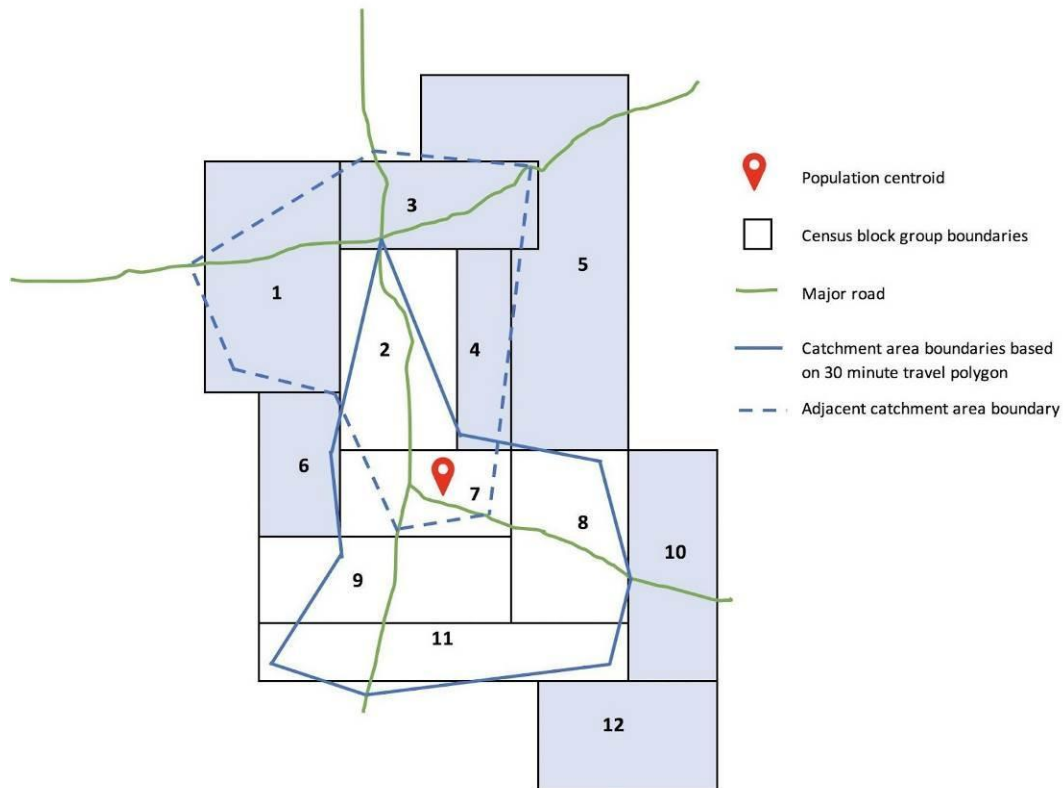 3
5
1
2
4
6
7
8
10
9
11
12
Population centroid
Census block group boundaries
Major road
Catchment area boundaries based
on 30 minute travel polygon
Adjacent catchment area boundary